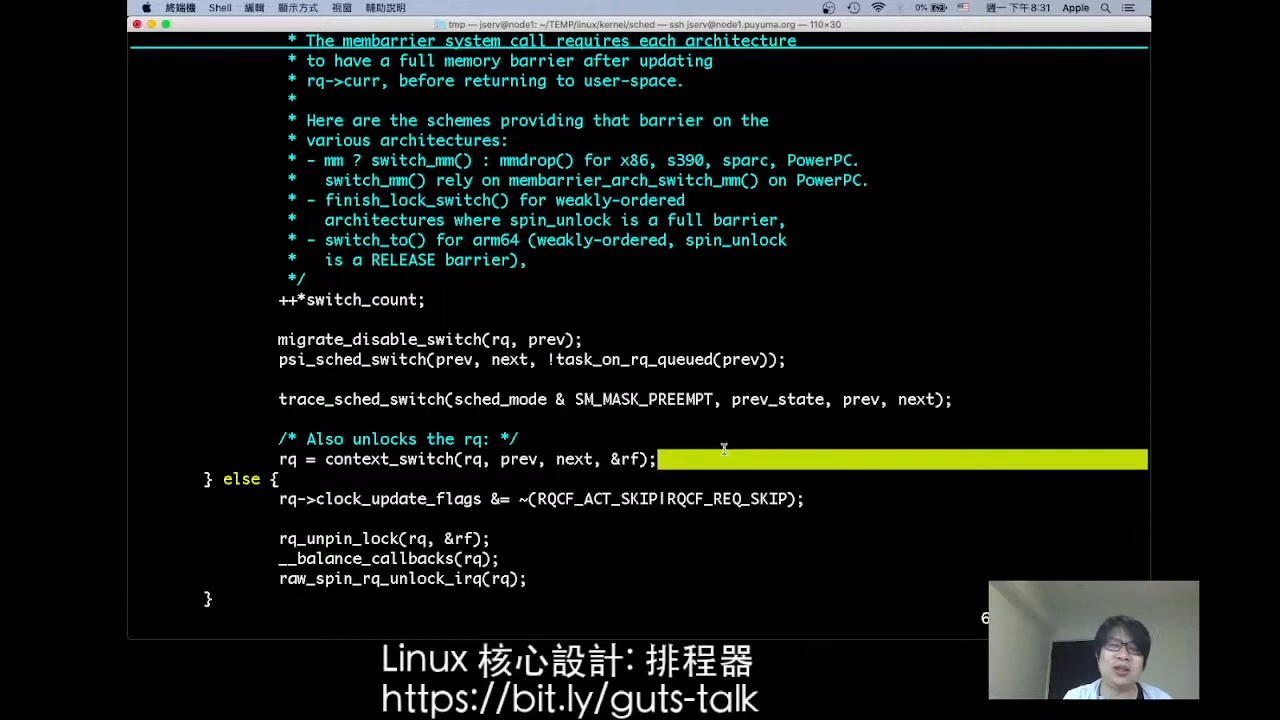 終端機 Shell 編輯 顯示方式 視窗 輔助說明 0% 週一 下午 8:31 Apple
tmp — jserv@node1: ~/TEMP/linux/kernel/sched — ssh jserv@node1.puyuma.org — 110×30
* The membarrier system call requires each architecture
* to have a full memory barrier after updating
* rq->curr, before returning to user-space.
*
* Here are the schemes providing that barrier on the
* various architectures:
* - mm ? switch_mm() : mmdrop() for x86, s390, sparc, PowerPC.
*   switch_mm() rely on membarrier_arch_switch_mm() on PowerPC.
* - finish_lock_switch() for weakly-ordered
*   architectures where spin_unlock is a full barrier,
* - switch_to() for arm64 (weakly-ordered, spin_unlock
*   is a RELEASE barrier),
*/
++*switch_count;
migrate_disable_switch(rq, prev);
psi_sched_switch(prev, next, !task_on_rq_queued(prev));
trace_sched_switch(sched_mode & SM_MASK_PREEMPT, prev_state, prev, next);
/* Also unlocks the rq: */
rq = context_switch(rq, prev, next, &rf);
} else {
rq->clock_update_flags &= ~(RQCF_ACT_SKIP|RQCF_REQ_SKIP);
rq_unpin_lock(rq, &rf);
__balance_callbacks(rq);
raw_spin_rq_unlock_irq(rq);
}
Linux 核心設計: 排程器
https://bit.ly/guts-talk